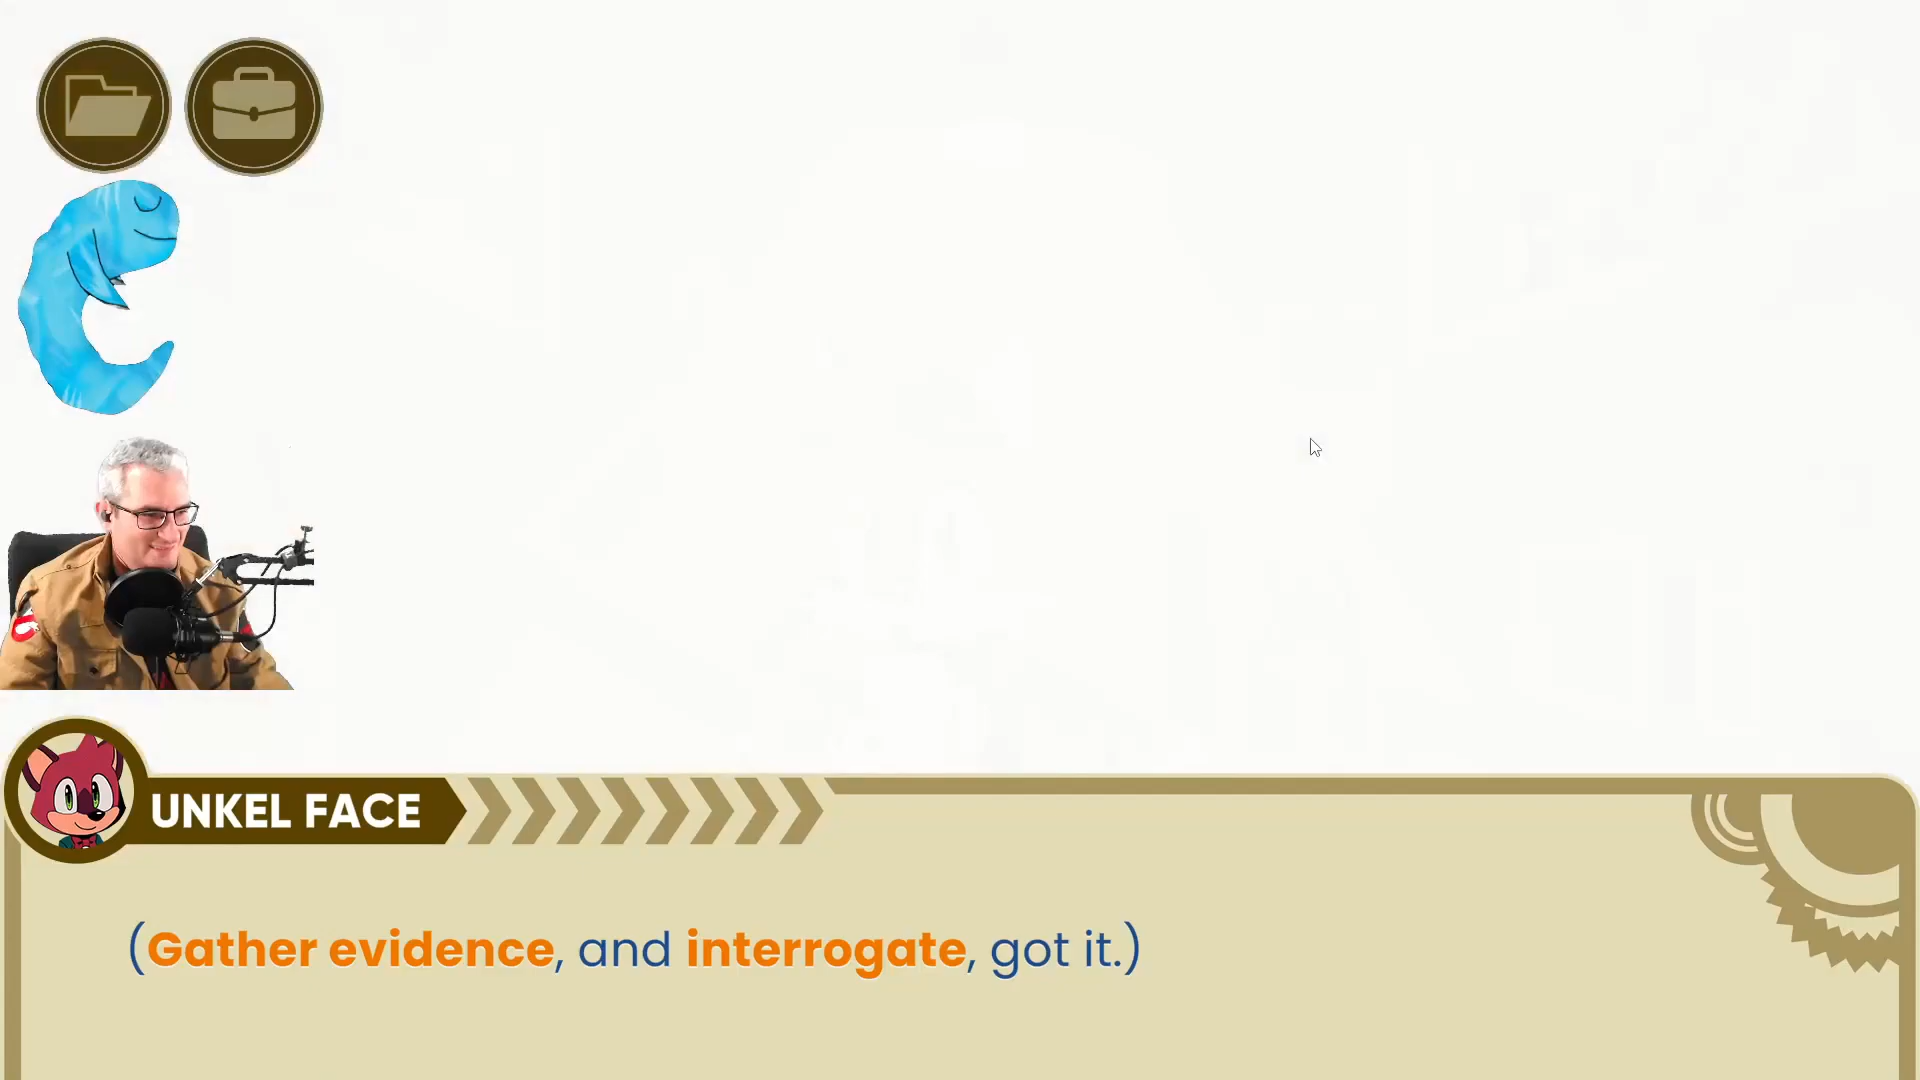 UNKEL FACE
(Gather evidence, and interrogate, got it.)